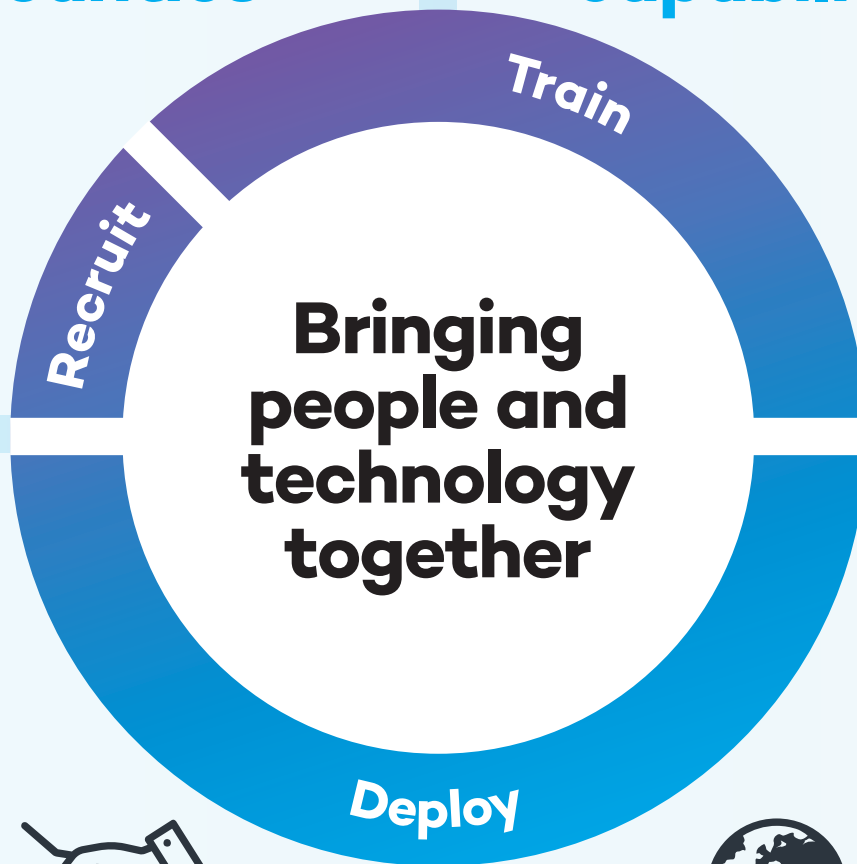 Train
Recruit
Bringing
people and
technology
together
Deploy